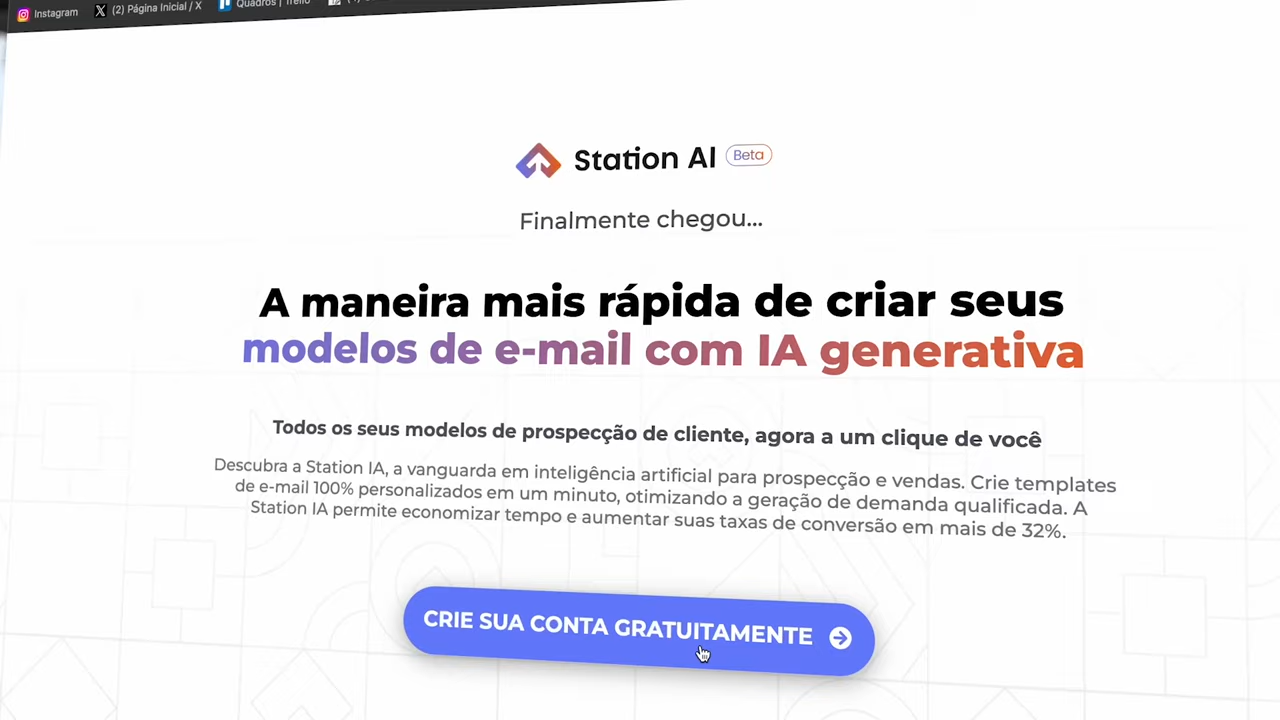 Instagram
(2) Página Inicial / X
Quadros | Trello
Station AI Beta
Finalmente chegou...
A maneira mais rápida de criar seus
modelos de e-mail com IA generativa
Todos os seus modelos de prospecção de cliente, agora a um clique de você
Descubra a Station IA, a vanguarda em inteligência artificial para prospecção e vendas. Crie templates
de e-mail 100% personalizados em um minuto, otimizando a geração de demanda qualificada. A
Station IA permite economizar tempo e aumentar suas taxas de conversão em mais de 32%.
CRIE SUA CONTA GRATUITAMENTE